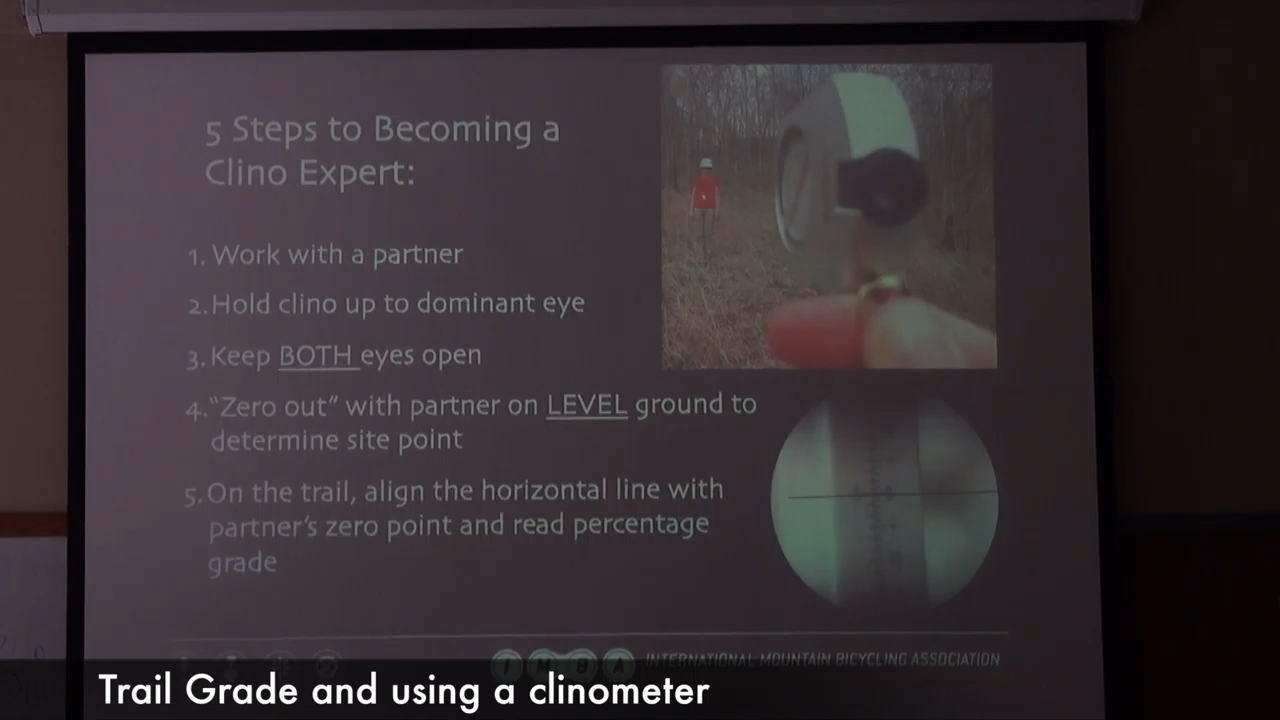 5 Steps to Becoming a
Clino Expert:
1. Work with a partner
2. Hold clino up to dominant eye
3. Keep BOTH eyes open
4. "Zero out" with partner on LEVEL ground to
determine site point
5. On the trail, align the horizontal line with
partner's zero point and read percentage
grade
I M B A INTERNATIONAL MOUNTAIN BICYCLING ASSOCIATION
Trail Grade and using a clinometer